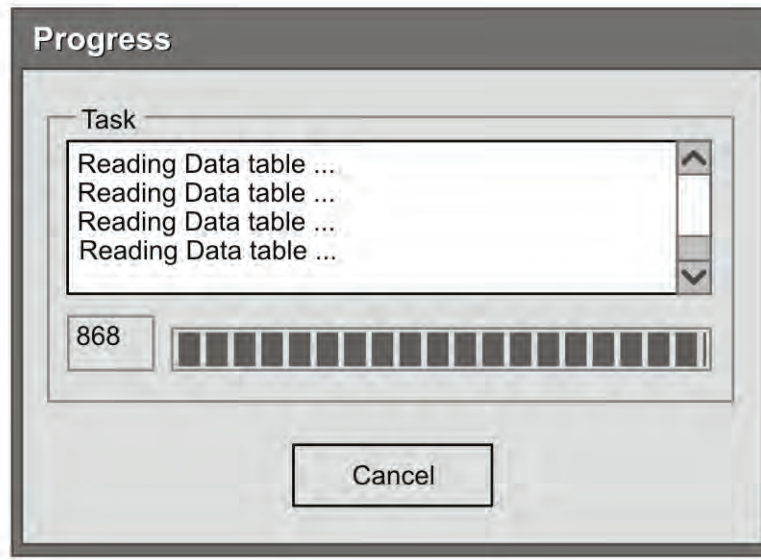 Progress
Task
Reading Data table ...
Reading Data table ...
Reading Data table ...
Reading Data table ...
868
Cancel